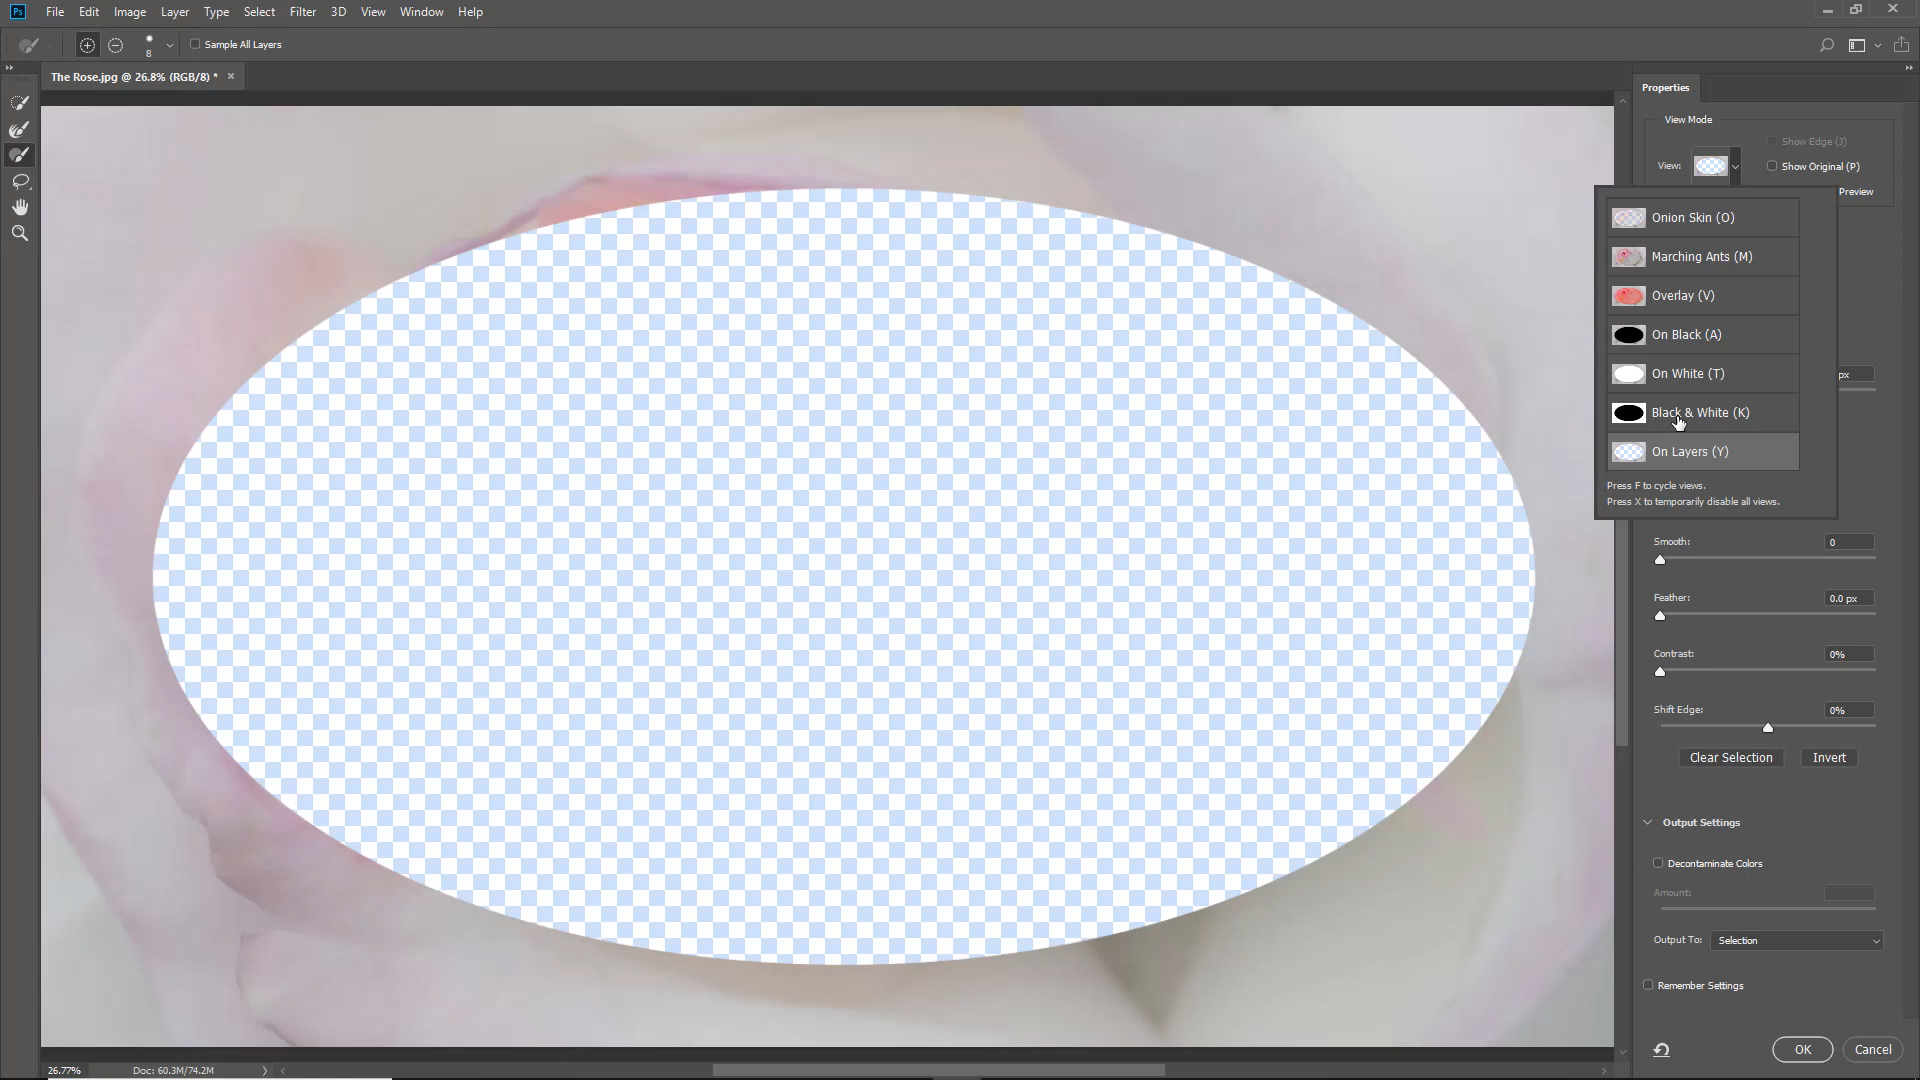 Ps File Edit Image Layer Type Select Filter 3D View Window Help
8 Sample All Layers
The Rose.jpg @ 26.8% (RGB/8) *
Properties
View Mode
Show Edge (J)
View: Show Original (P)
Preview
Onion Skin (O)
Marching Ants (M)
Overlay (V)
On Black (A)
px
On White (T)
Black & White (K)
On Layers (Y)
Press F to cycle views.
Press X to temporarily disable all views.
Smooth: 0
Feather: 0.0 px
Contrast: 0%
Shift Edge: 0%
Clear Selection Invert
Output Settings
Decontaminate Colors
Amount:
Output To: Selection
Remember Settings
OK Cancel
26.77% Doc: 60.3M/74.2M